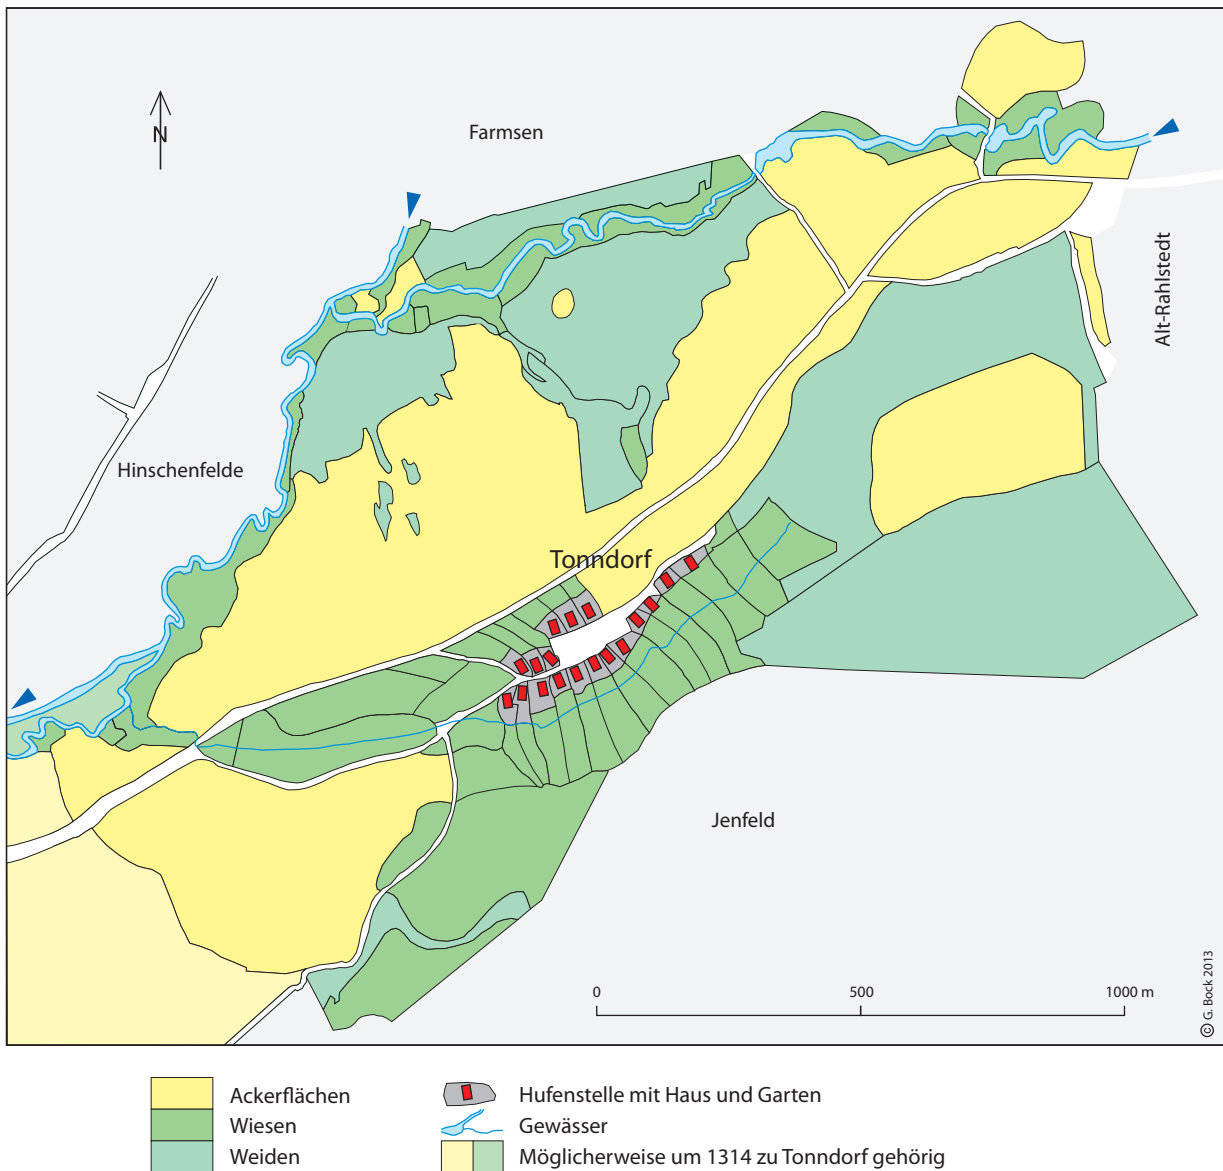 N
Farmsen
Alt-Rahlstedt
Hinschenfelde
Tonndorf
Jenfeld
0 500 1000 m
© G. Bock 2013
Ackerflächen
Wiesen
Weiden
Hufenstelle mit Haus und Garten
Gewässer
Möglicherweise um 1314 zu Tonndorf gehörig